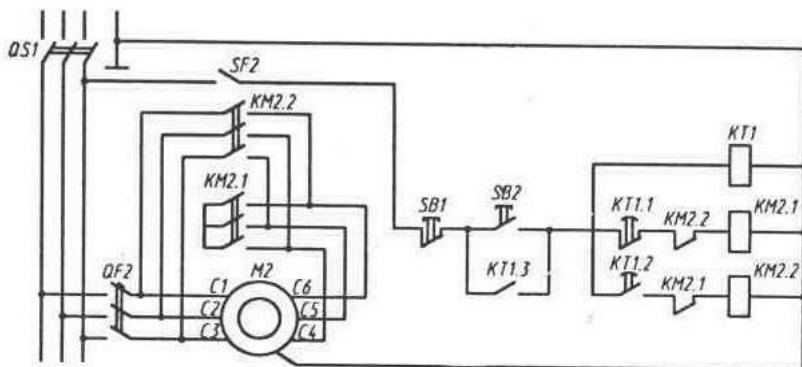 QS1
SF2
KM2.2
KM2.1
QF2
C1
M2
C6
C2
C5
C3
C4
SB1
SB2
KT1.3
KT1
KT1.1
KM2.2
KM2.1
KT1.2
KM2.1
KM2.2